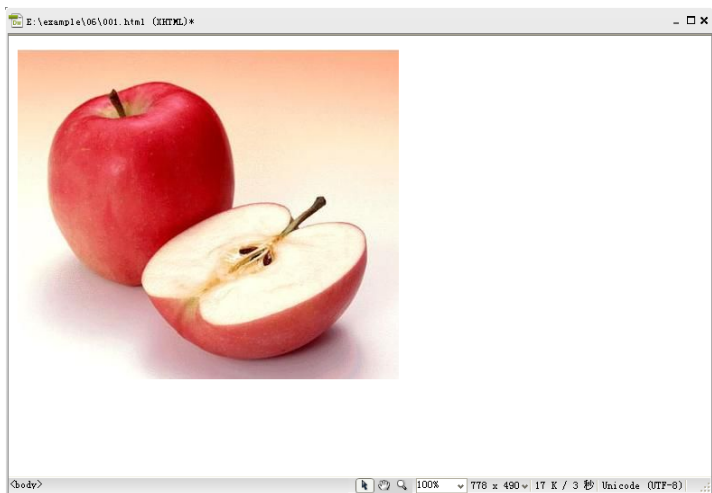 E:\example\06\001.html (XHTML)*
<body> 100% 778 x 490 17 K / 3 秒 Unicode (UTF-8)